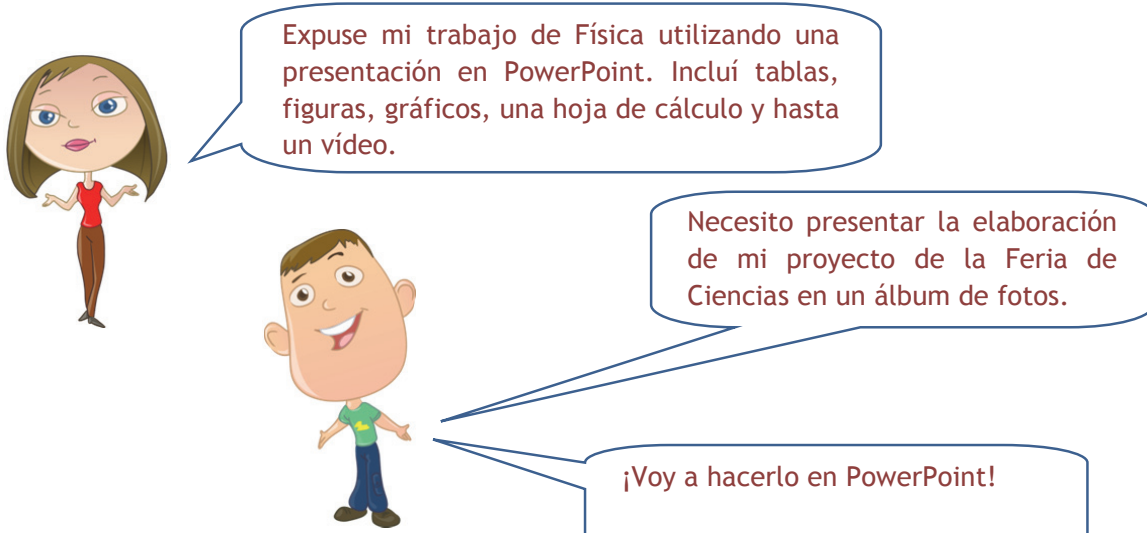 Expuse mi trabajo de Física utilizando una
presentación en PowerPoint. Incluí tablas,
figuras, gráficos, una hoja de cálculo y hasta
un vídeo.
Necesito presentar la elaboración
de mi proyecto de la Feria de
Ciencias en un álbum de fotos.
¡Voy a hacerlo en PowerPoint!